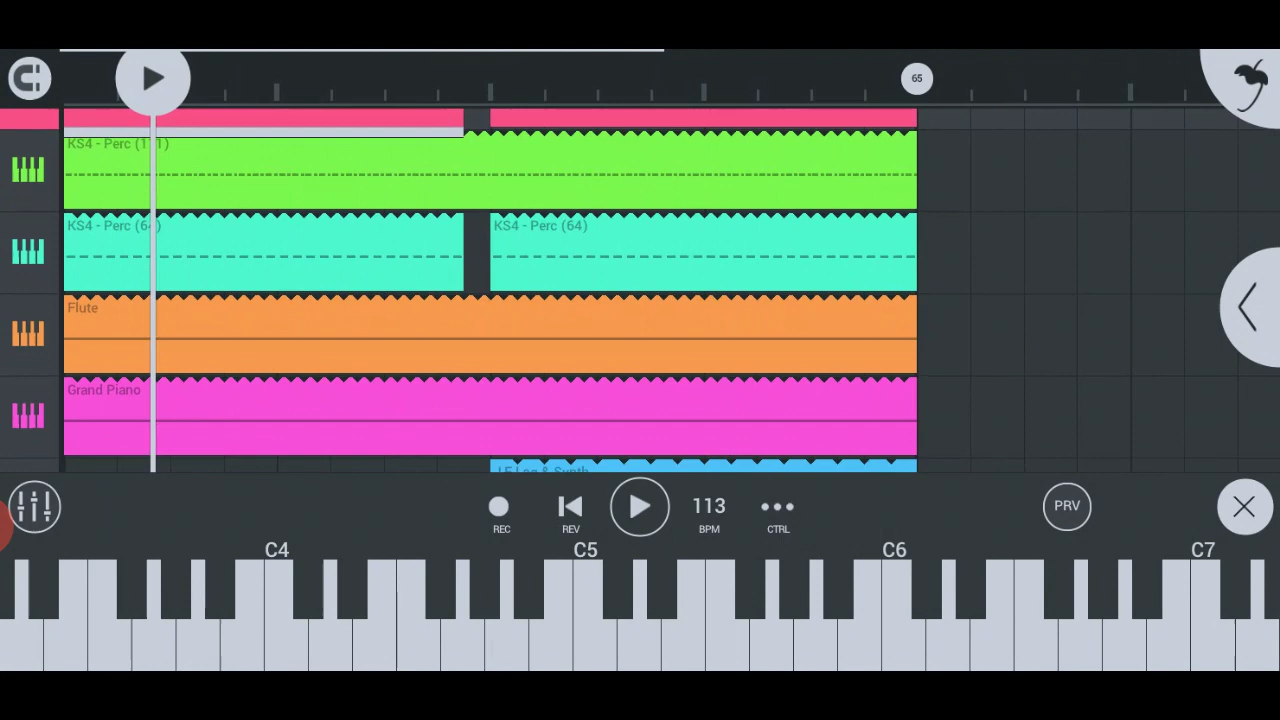 65
KS4 - Perc (
KS4 - Perc (64)
KS4 - Perc (64)
Flute
Grand Piano
113
REC
REV
BPM
CTRL
PRV
C4
C5
C6
C7